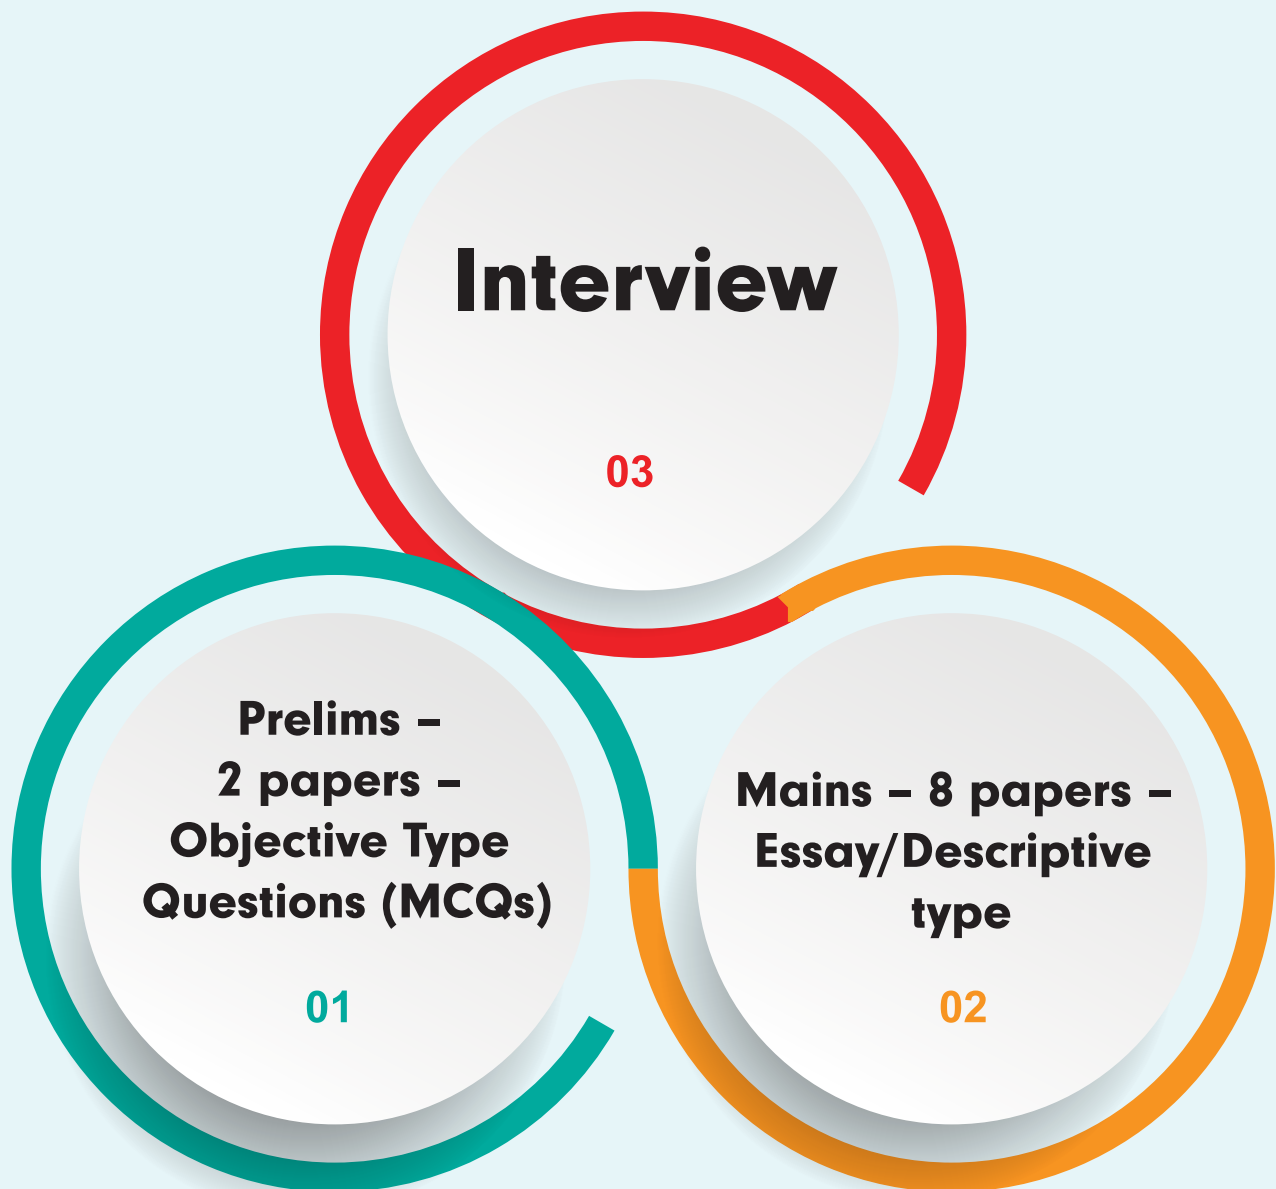 Interview
03
Prelims –
2 papers –
Objective Type
Questions (MCQs)
01
Mains – 8 papers –
Essay/Descriptive
type
02